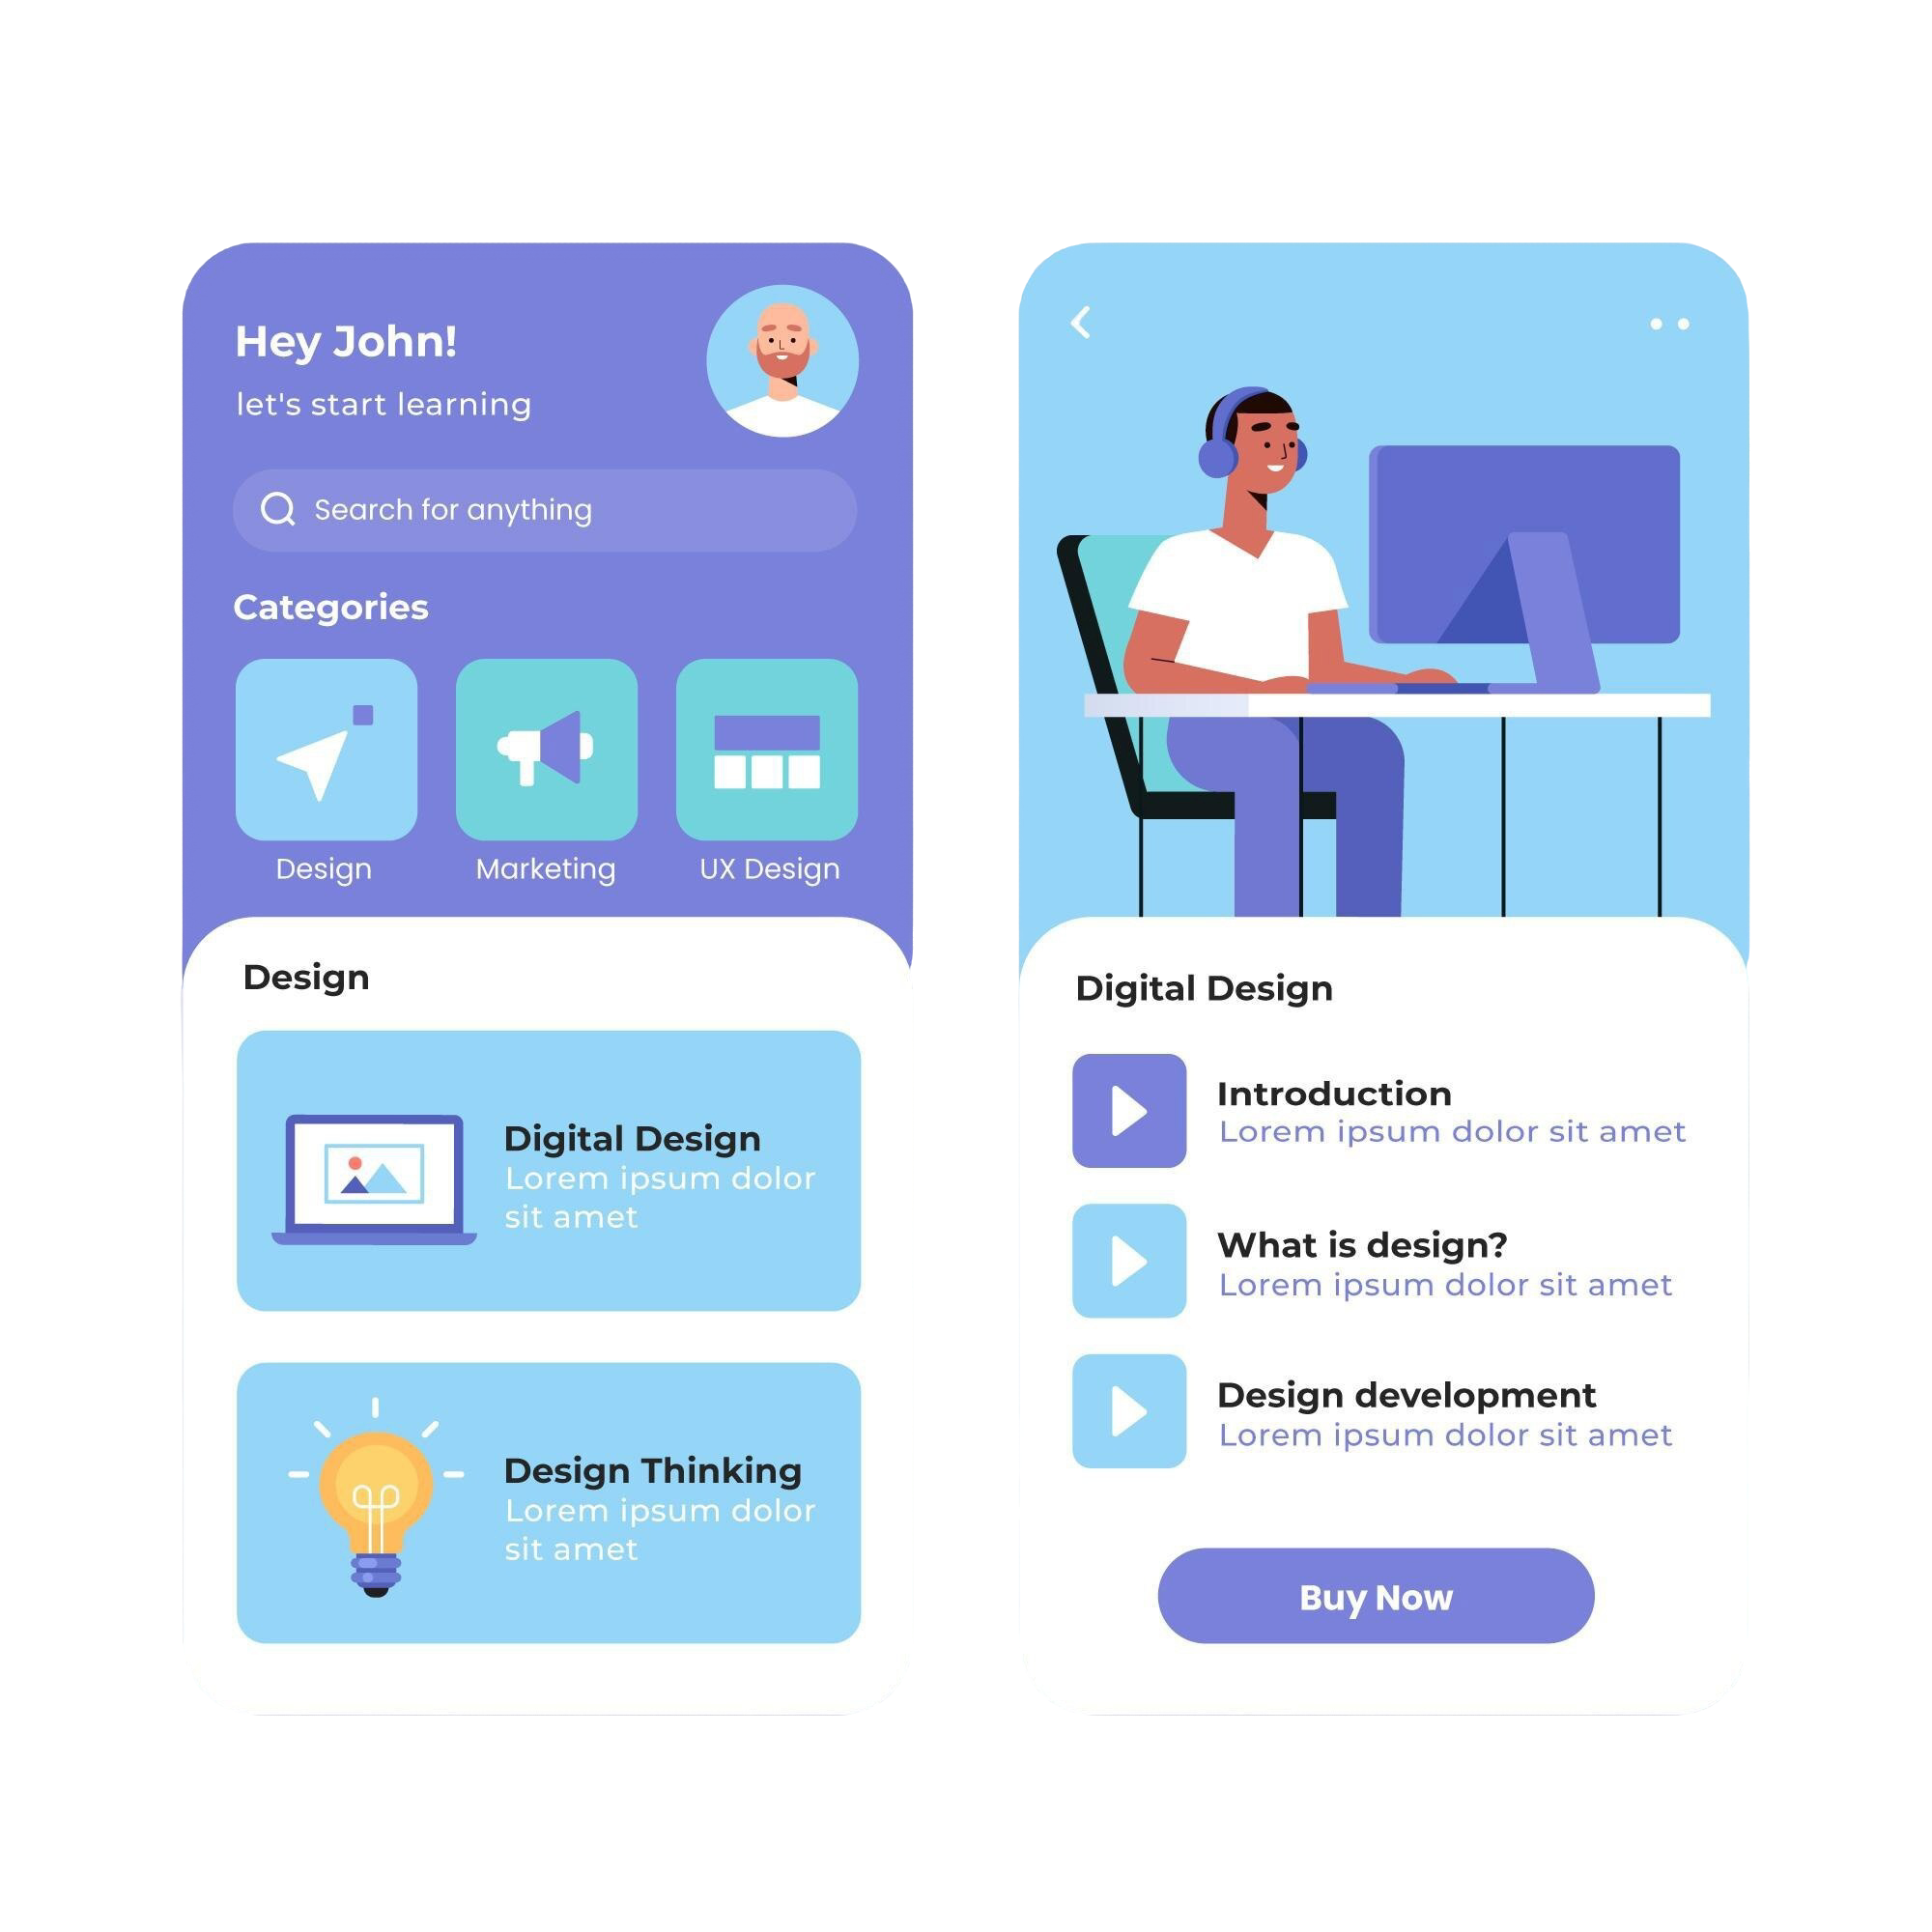 Hey John!
let's start learning
Search for anything
Categories
Design
Marketing
UX Design
Design
Digital Design
Lorem ipsum dolor
sit amet
Design Thinking
Lorem ipsum dolor
sit amet
Digital Design
Introduction
Lorem ipsum dolor sit amet
What is design?
Lorem ipsum dolor sit amet
Design development
Lorem ipsum dolor sit amet
Buy Now